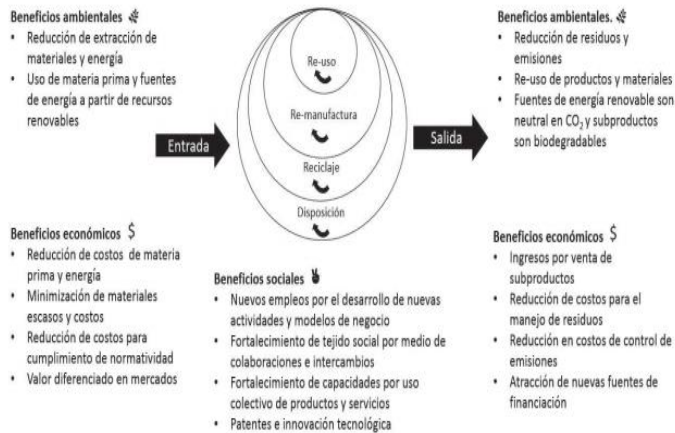 Beneficios ambientales
• Reducción de extracción de
materiales y energía
• Uso de materia prima y fuentes
de energía a partir de recursos
renovables
Entrada
Re-uso
Re-manufactura
Reciclaje
Disposición
Salida
Beneficios ambientales.
• Reducción de residuos y
emisiones
• Re-uso de productos y materiales
• Fuentes de energía renovable son
neutral en CO₂ y subproductos
son biodegradables
Beneficios económicos $
• Reducción de costos de materia
prima y energía
• Minimización de materiales
escasos y costos
• Reducción de costos para
cumplimiento de normatividad
• Valor diferenciado en mercados
Beneficios sociales
• Nuevos empleos por el desarrollo de nuevas
actividades y modelos de negocio
• Fortalecimiento de tejido social por medio de
colaboraciones e intercambios
• Fortalecimiento de capacidades por uso
colectivo de productos y servicios
• Patentes e innovación tecnológica
Beneficios económicos $
• Ingresos por venta de
subproductos
• Reducción de costos para el
manejo de residuos
• Reducción en costos de control de
emisiones
• Atracción de nuevas fuentes de
financiación